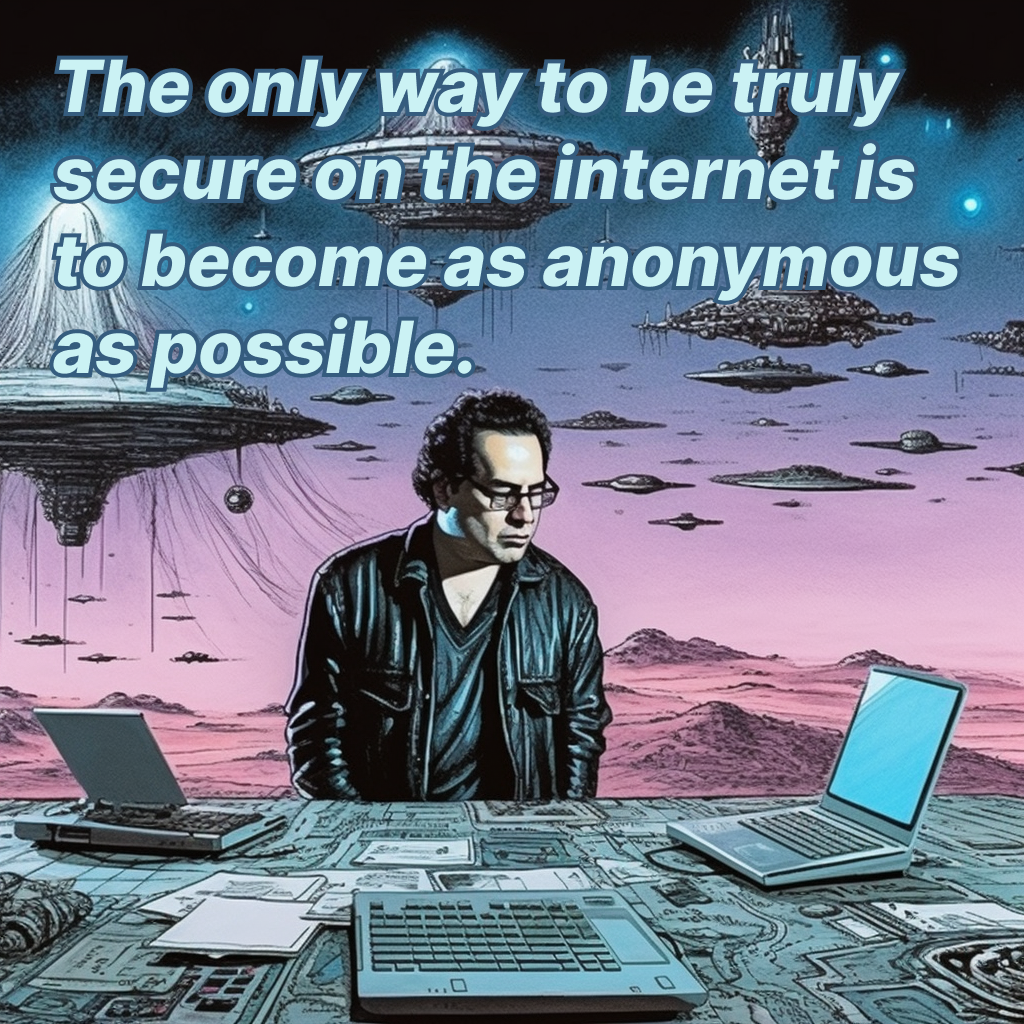 The only way to be truly
secure on the internet is
to become as anonymous
as possible.